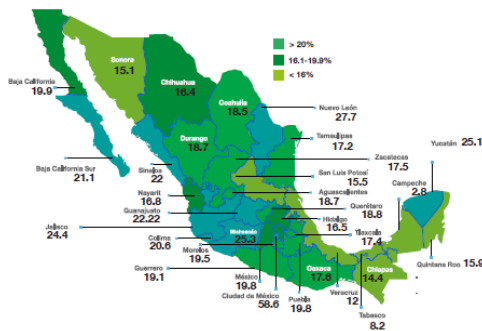 > 20%
16.1-19.9%
< 16%
Sonora
15.1
Chihuahua
16.4
Baja California
19.9
Coahuila
18.5
Nuevo León
27.7
Durango
18.7
Tamaulipas
17.2
Yucatán 25.1
Zacatecas
17.5
Baja California Sur
21.1
Sinaloa
22
San Luis Potosí
15.5
Campeche
2.8
Nayarit
16.8
Aguascalientes
18.7
Querétaro
18.8
Guanajuato
22.22
Hidalgo
16.5
Jalisco
24.4
Colima
20.6
Michoacán
25.3
Tlaxcala
17.4
Morelos
19.5
Quintana Roo 15.9
Guerrero
19.1
México
19.8
Oaxaca
17.6
Chiapas
14.4
Ciudad de México
58.6
Puebla
19.8
Veracruz
12
Tabasco
8.2